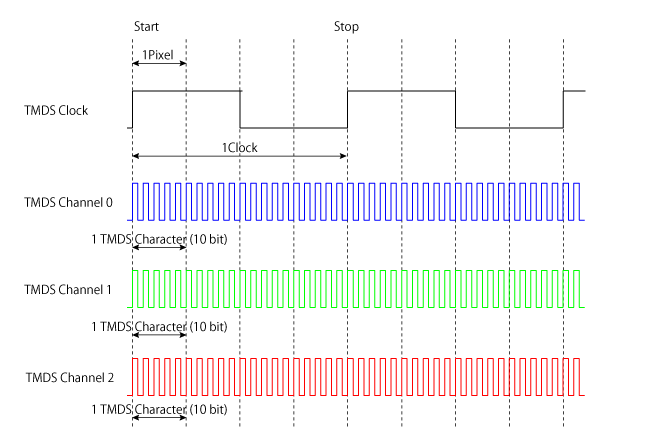 Start
Stop
1Pixel
TMDS Clock
1Clock
TMDS Channel 0
1 TMDS Character (10 bit)
TMDS Channel 1
1 TMDS Character (10 bit)
TMDS Channel 2
1 TMDS Character (10 bit)